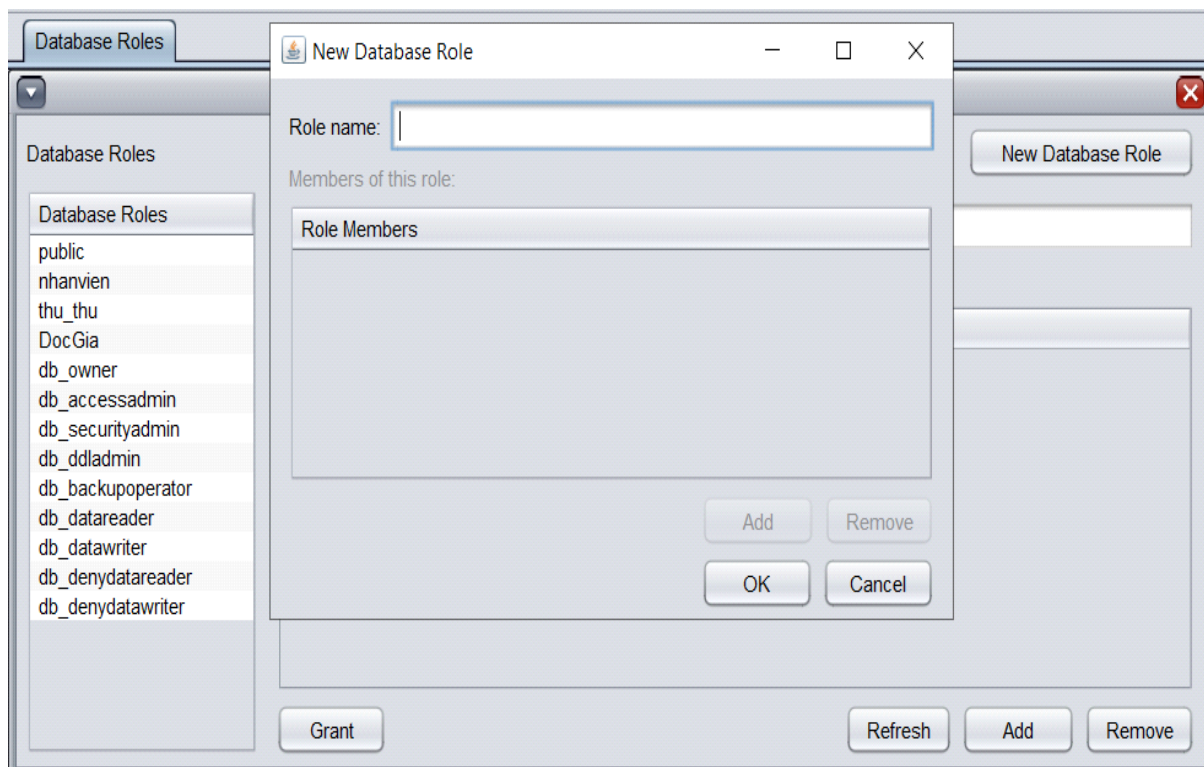 Database Roles
New Database Role
Role name:
Database Roles
New Database Role
Members of this role:
Database Roles
Role Members
public
nhanvien
thu_thu
DocGia
db_owner
db_accessadmin
db_securityadmin
db_ddladmin
db_backupoperator
db_datareader
db_datawriter
db_denydatareader
db_denydatawriter
Add
Remove
OK
Cancel
Grant
Refresh
Add
Remove